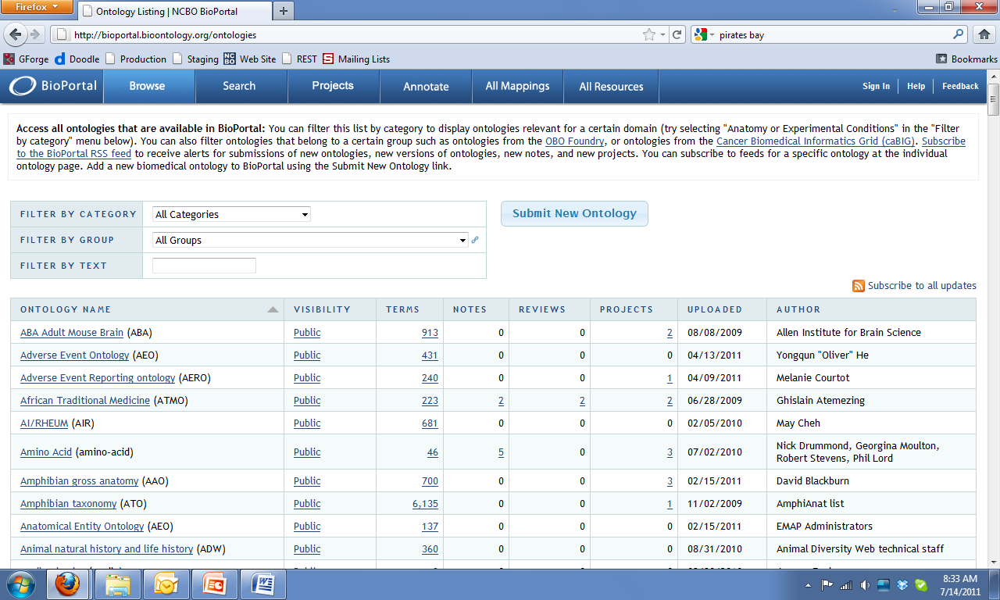 Firefox
Ontology Listing | NCBO BioPortal
http://bioportal.bioontology.org/ontologies
pirates bay
GForge Doodle Production Staging NCBO Web Site REST Mailing Lists Bookmarks
BioPortal Browse Search Projects Annotate All Mappings All Resources Sign In Help Feedback
Access all ontologies that are available in BioPortal: You can filter this list by category to display ontologies relevant for a certain domain (try selecting "Anatomy or Experimental Conditions" in the "Filter
by category" menu below). You can also filter ontologies that belong to a certain group such as ontologies from the OBO Foundry, or ontologies from the Cancer Biomedical Informatics Grid (caBIG). Subscribe
to the BioPortal RSS feed to receive alerts for submissions of new ontologies, new versions of ontologies, new notes, and new projects. You can subscribe to feeds for a specific ontology at the individual
ontology page. Add a new biomedical ontology to BioPortal using the Submit New Ontology link.
FILTER BY CATEGORY All Categories Submit New Ontology
FILTER BY GROUP All Groups
FILTER BY TEXT
Subscribe to all updates
ONTOLOGY NAME VISIBILITY TERMS NOTES REVIEWS PROJECTS UPLOADED AUTHOR
ABA Adult Mouse Brain (ABA) Public 913 0 0 2 08/08/2009 Allen Institute for Brain Science
Adverse Event Ontology (AEO) Public 431 0 0 0 04/13/2011 Yongqun "Oliver" He
Adverse Event Reporting ontology (AERO) Public 240 0 0 1 04/09/2011 Melanie Courtot
African Traditional Medicine (ATMO) Public 223 2 2 2 06/28/2009 Ghislain Atemezing
AI/RHEUM (AIR) Public 681 0 0 0 02/05/2010 May Cheh
Amino Acid (amino-acid) Public 46 5 0 3 07/02/2010 Nick Drummond, Georgina Moulton,
Robert Stevens, Phil Lord
Amphibian gross anatomy (AAO) Public 700 0 0 3 02/15/2011 David Blackburn
Amphibian taxonomy (ATO) Public 6,135 0 0 1 11/02/2009 AmphiAnat list
Anatomical Entity Ontology (AEO) Public 137 0 0 0 02/15/2011 EMAP Administrators
Animal natural history and life history (ADW) Public 360 0 0 0 08/31/2010 Animal Diversity Web technical staff
8:33 AM
7/14/2011